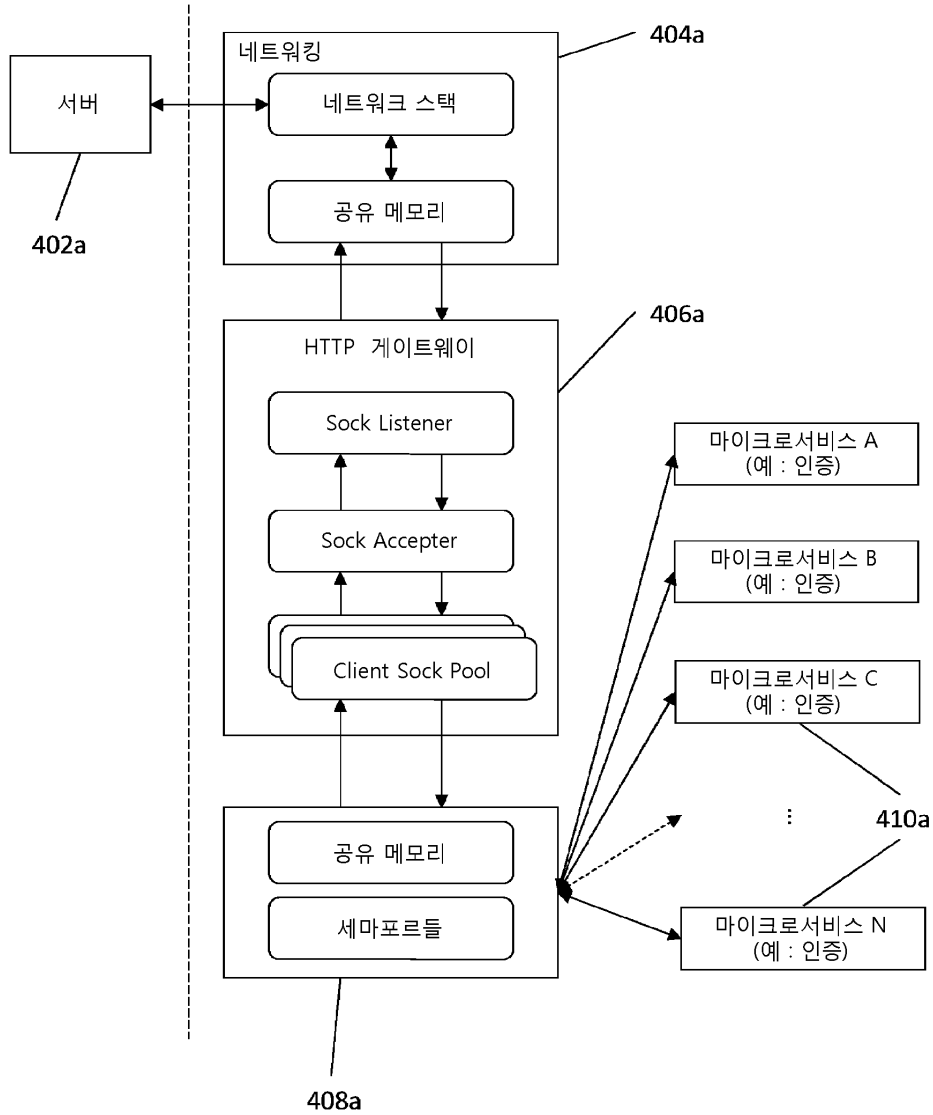 네트워킹
404a
서버
네트워크 스택
공유 메모리
402a
406a
HTTP 게이트웨이
Sock Listener
마이크로서비스 A
(예 : 인증)
Sock Accepter
마이크로서비스 B
(예 : 인증)
Client Sock Pool
마이크로서비스 C
(예 : 인증)
...
410a
공유 메모리
세마포르들
마이크로서비스 N
(예 : 인증)
408a